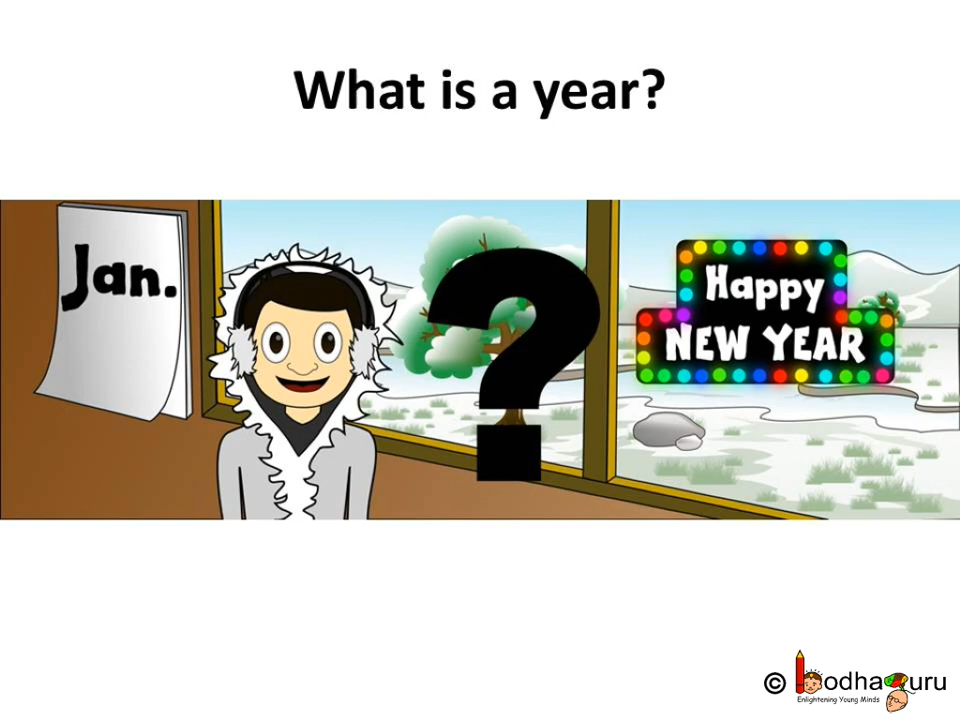 What is a year?
Jan.
Happy
NEW YEAR
© bodhaguru
Enlightening Young Minds